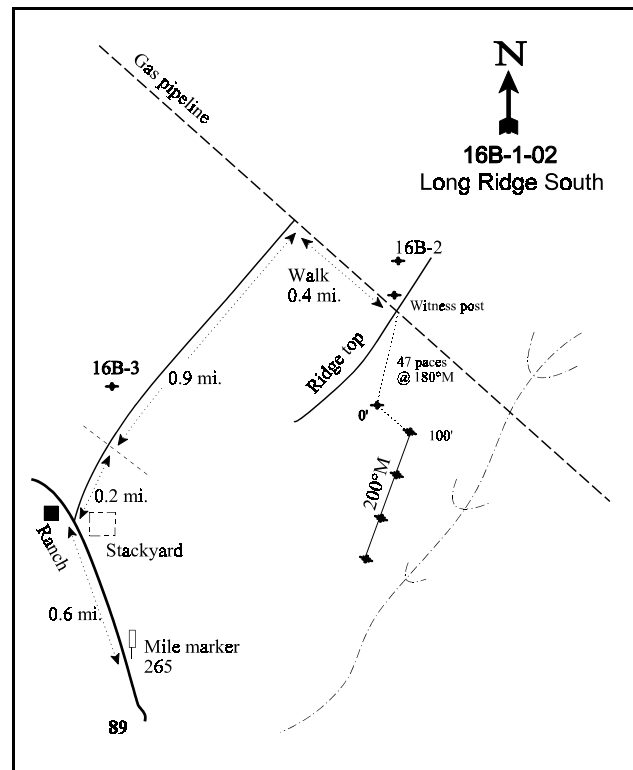 Gas pipeline
N
16B-1-02
Long Ridge South
16B-2
Walk
0.4 mi.
Witness post
Ridge top
47 paces
@ 180°M
16B-3
0.9 mi.
0'
100'
200°M
0.2 mi.
Ranch
Stackyard
0.6 mi.
Mile marker
265
89